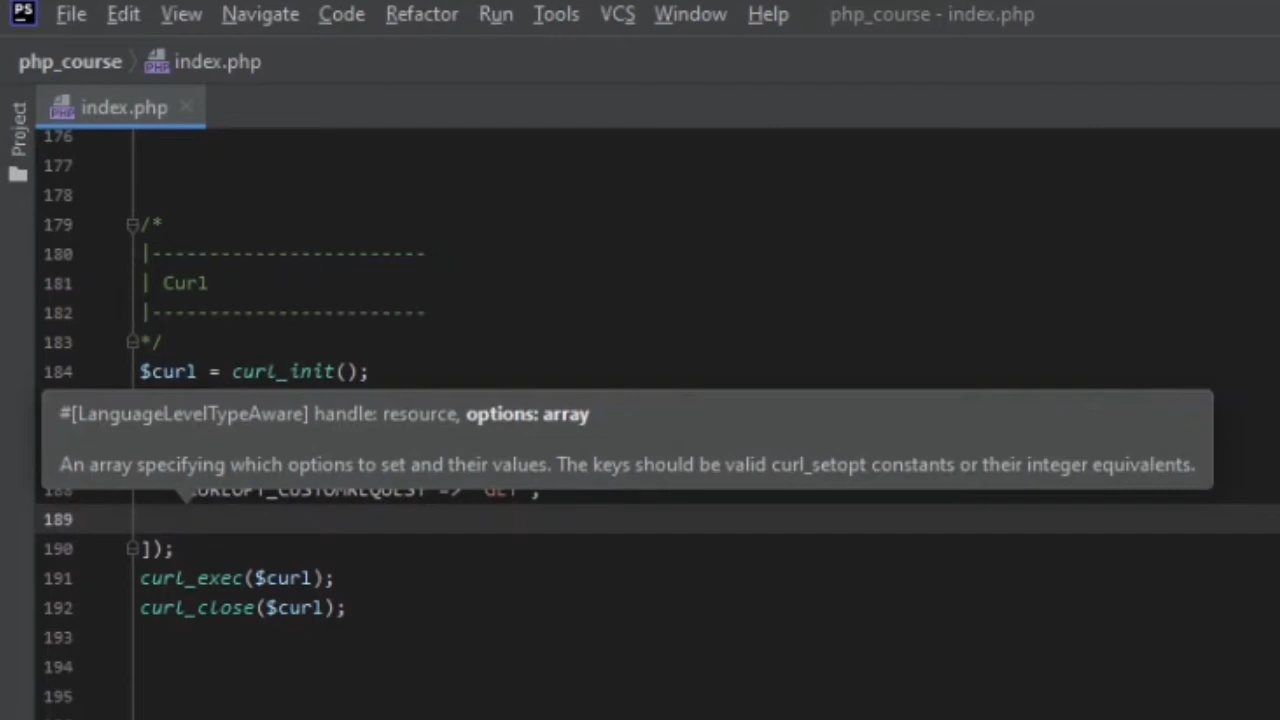 PS File Edit View Navigate Code Refactor Run Tools VCS Window Help php_course - index.php
php_course index.php
Project
index.php
176
177
178
179 /*
180 |------------------------
181 | Curl
182 |------------------------
183 */
184 $curl = curl_init();
#[LanguageLevelTypeAware] handle: resource, options: array
An array specifying which options to set and their values. The keys should be valid curl_setopt constants or their integer equivalents.
188 CURLOPT_CUSTOMREQUEST => 'GET',
189
190 ]);
191 curl_exec($curl);
192 curl_close($curl);
193
194
195